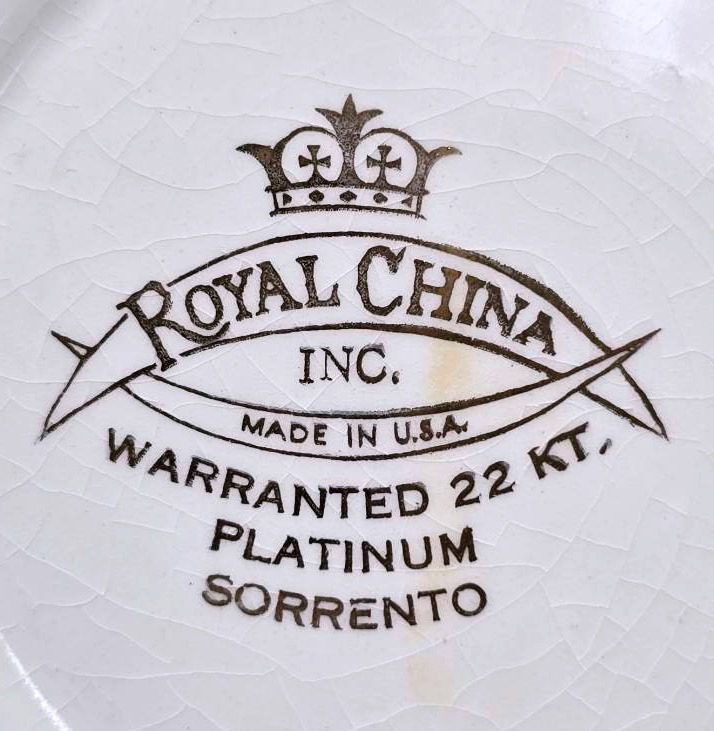 ROYAL CHINA
INC.
MADE IN U.S.A.
WARRANTED 22 KT.
PLATINUM
SORRENTO